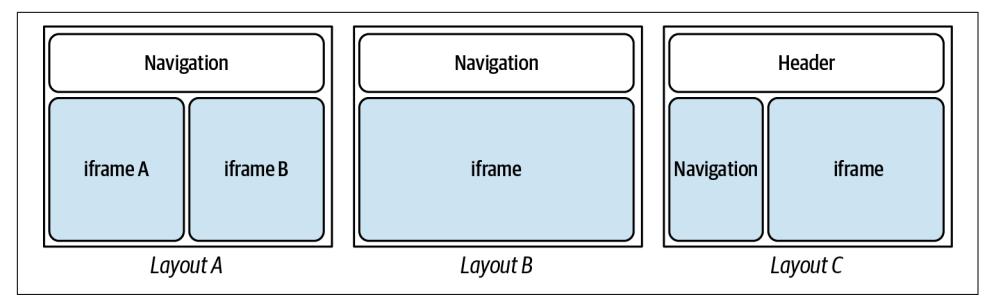 Navigation
iframe A
iframe B
Layout A
Navigation
iframe
Layout B
Header
Navigation
iframe
Layout C